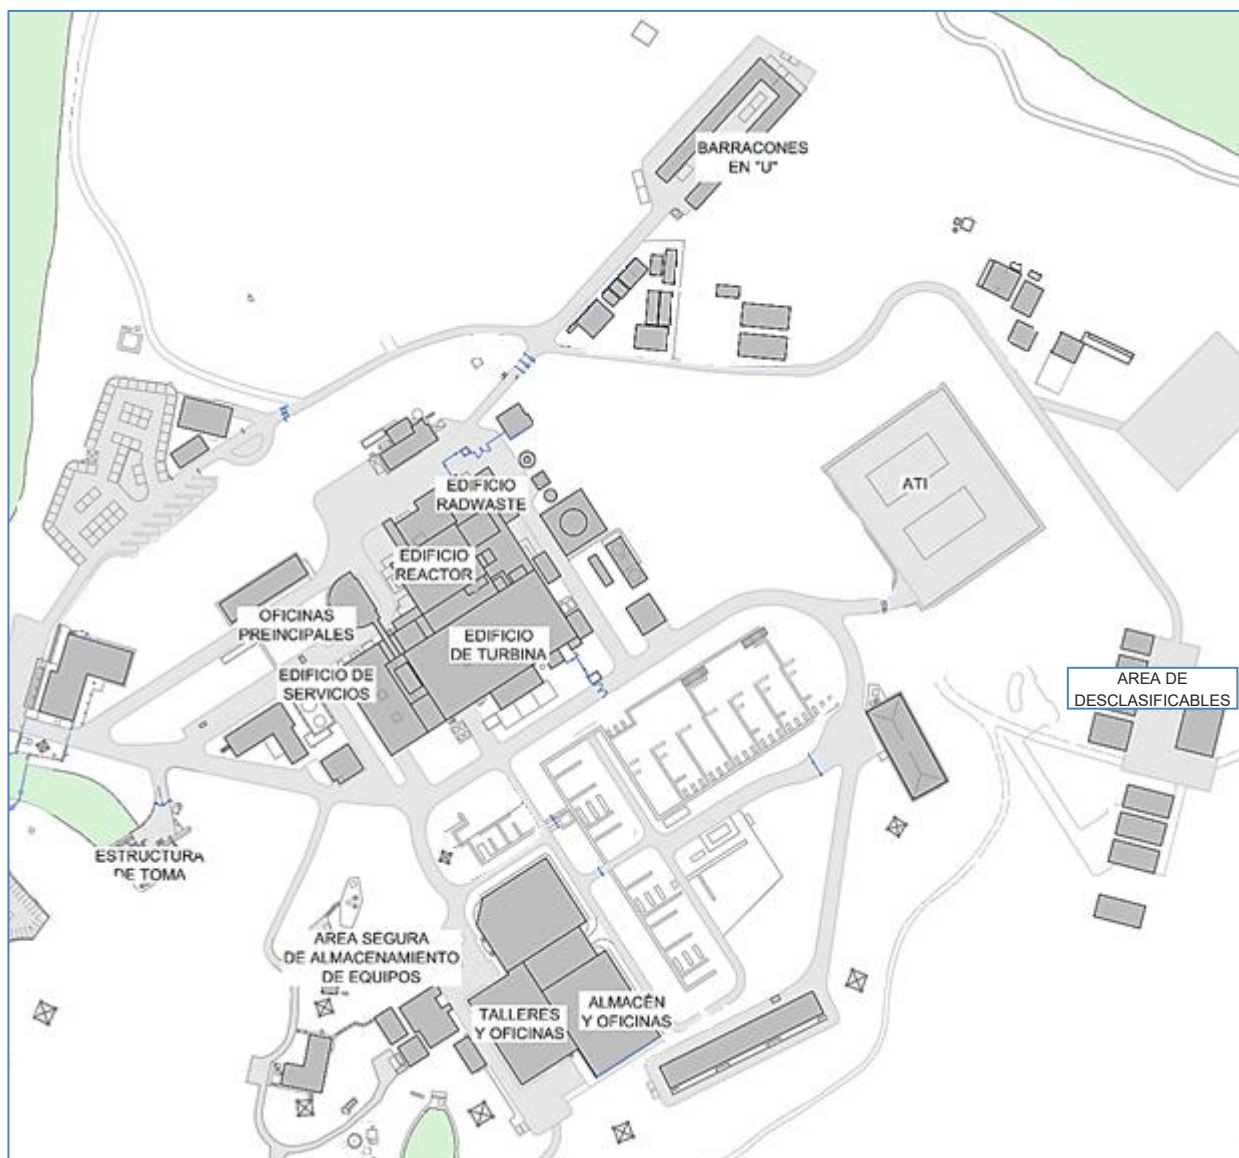 BARRACONES
EN "U"
ATI
EDIFICIO
RADWASTE
EDIFICIO
REACTOR
OFICINAS
PREINCIPALES
EDIFICIO
DE TURBINA
EDIFICIO DE
SERVICIOS
AREA DE
DESCLASIFICABLES
ESTRUCTURA
DE TOMA
AREA SEGURA
DE ALMACENAMIENTO
DE EQUIPOS
TALLERES
Y OFICINAS
ALMACÉN
Y OFICINAS